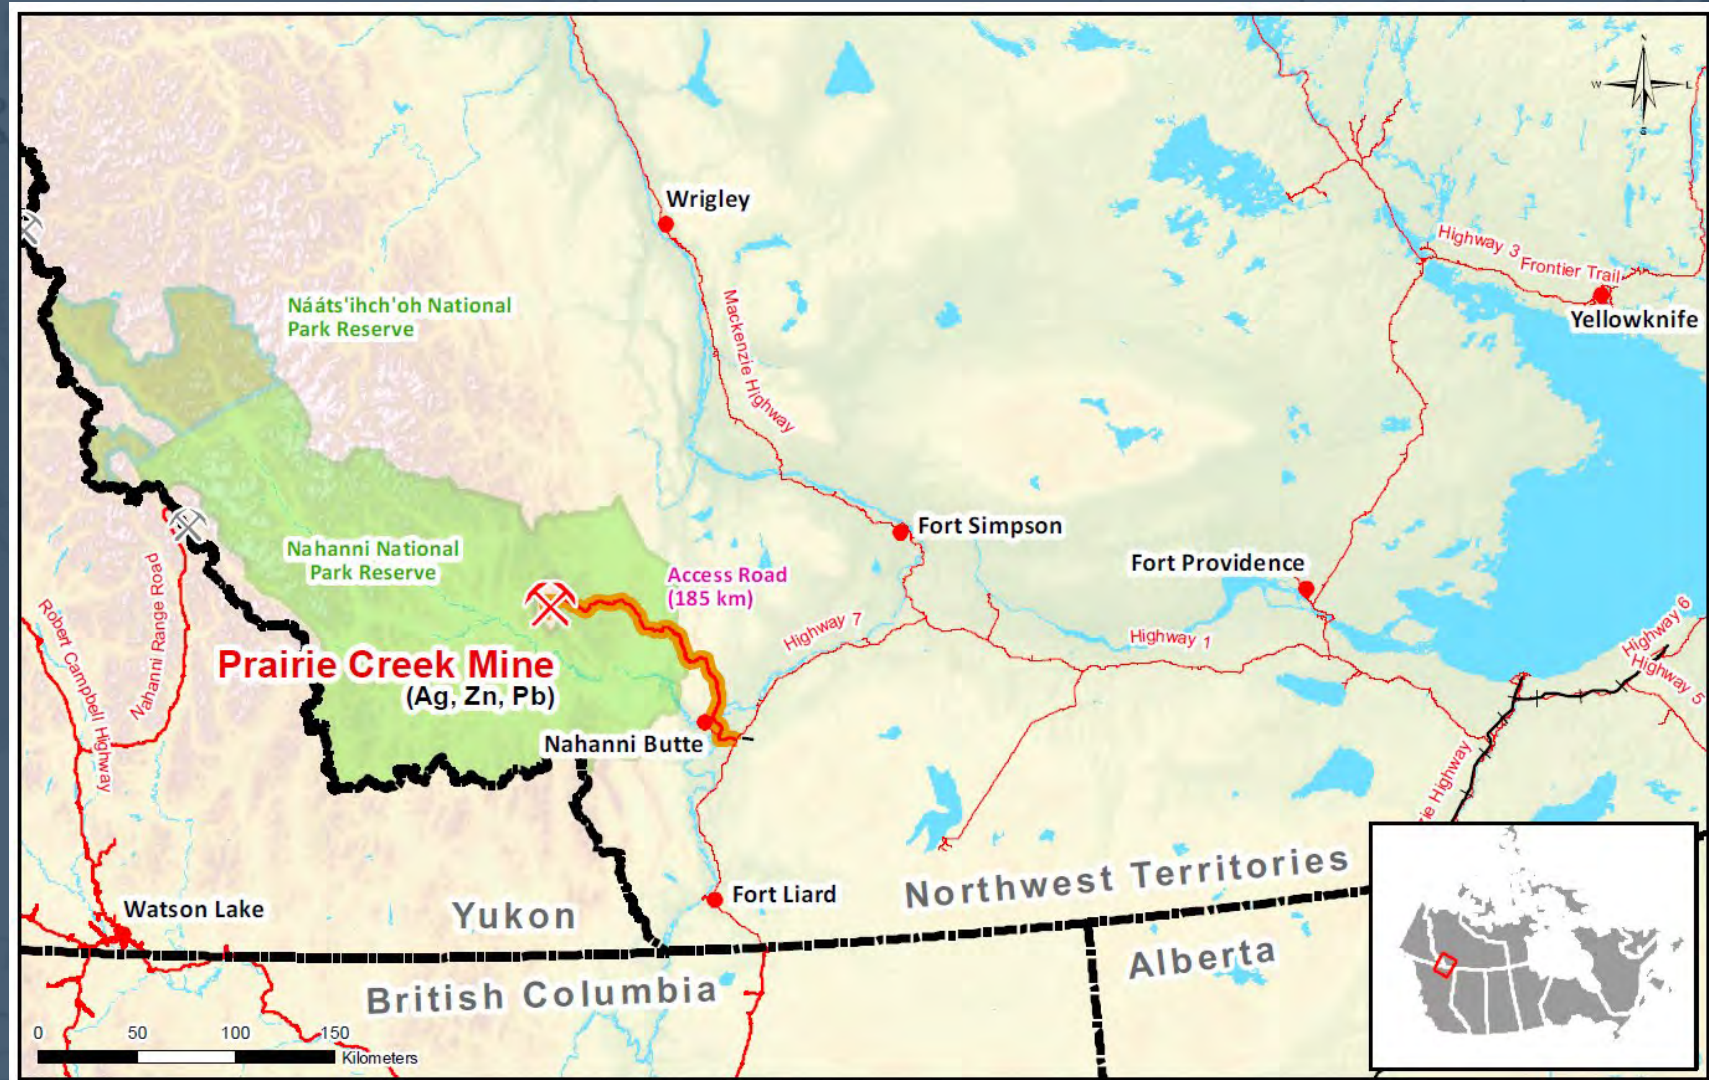 N
W
L
S
Wrigley
Highway 3
Frontier Trail
Yellowknife
Nááts'ihch'oh National
Park Reserve
Mackenzie Highway
Fort Simpson
Nahanni National
Park Reserve
Fort Providence
Access Road
(185 km)
Nahanni Range Road
Robert Campbell Highway
Highway 7
Highway 1
Highway 6
Highway 5
Prairie Creek Mine
(Ag, Zn, Pb)
Nahanni Butte
ie Highway
Fort Liard
Northwest Territories
Watson Lake
Yukon
Alberta
British Columbia
0 50 100 150
Kilometers